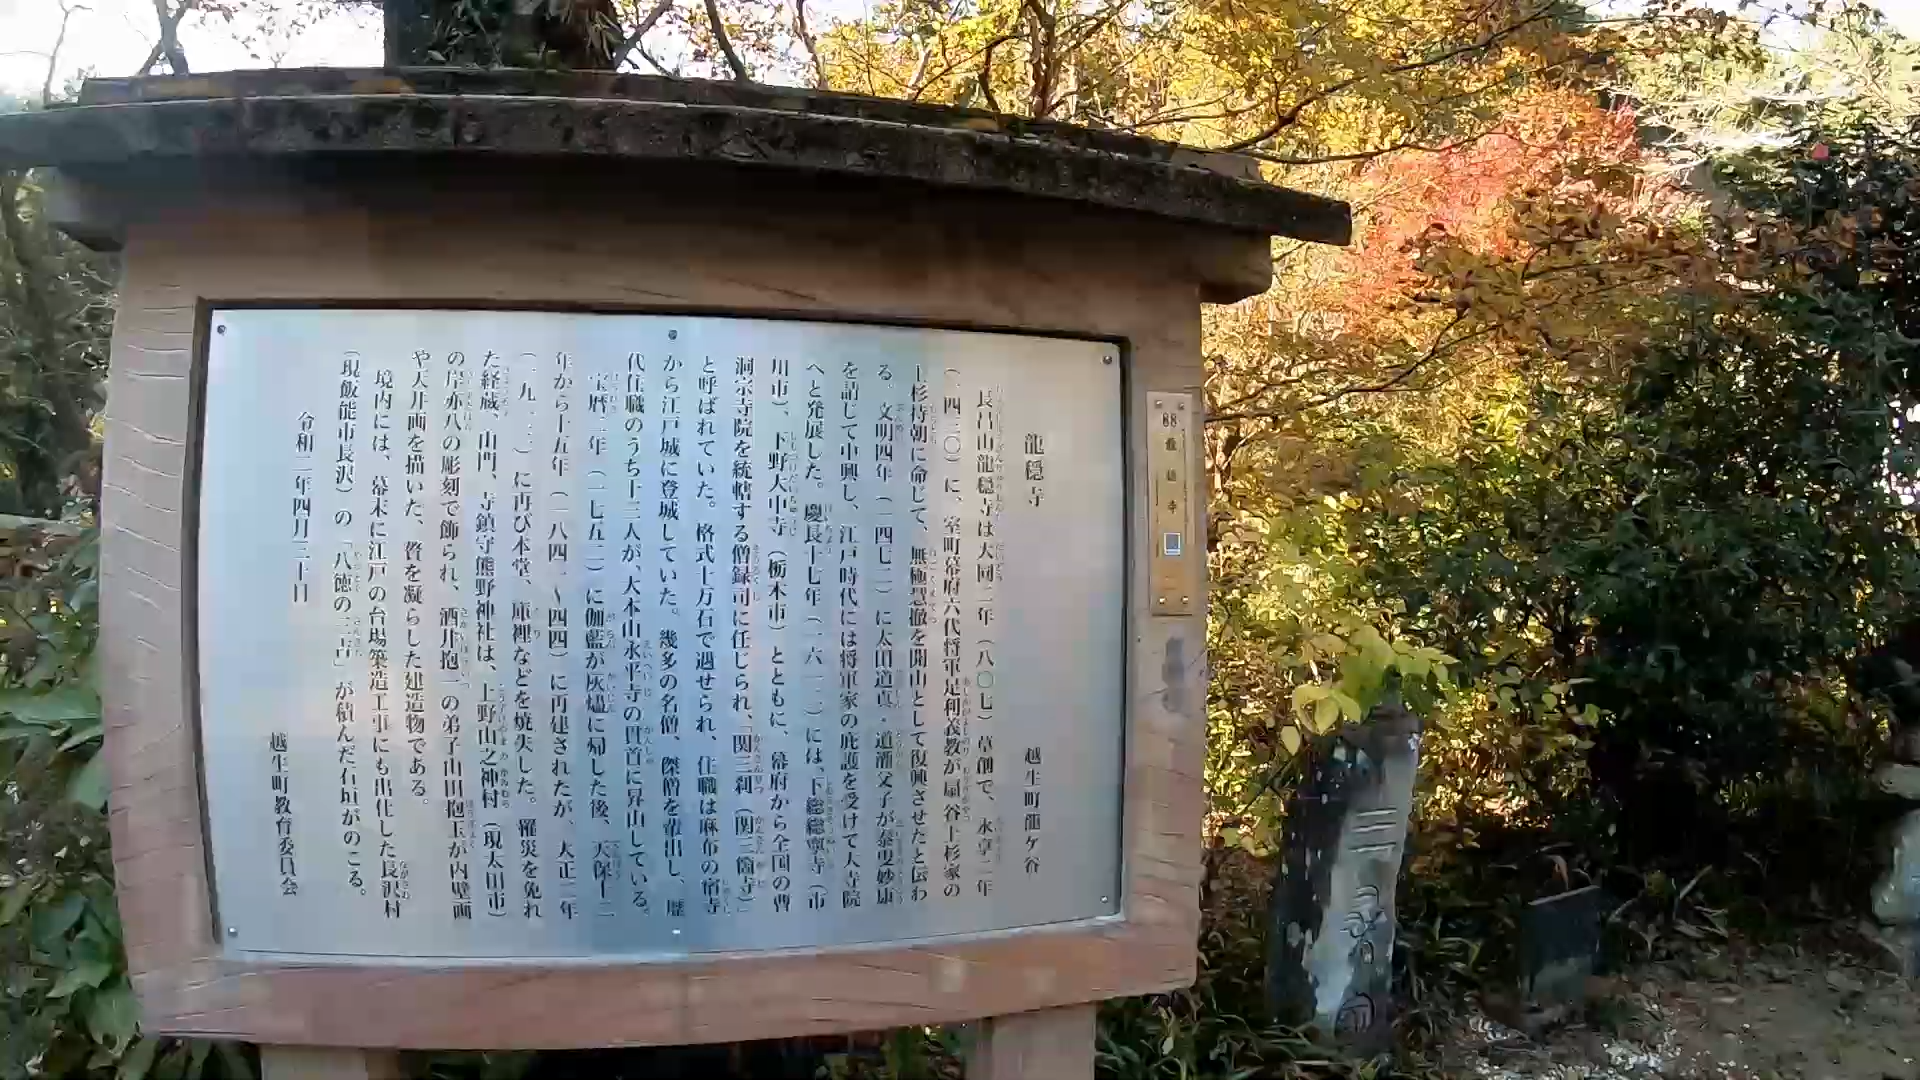 龍穏寺　　越生町龍ケ谷
長昌山龍穏寺は大同二年（八〇七）草創で、永享二年
（一四三〇）に、室町幕府六代将軍足利義教が扇谷上杉家の
上杉持朝に命じて、無極慧徹を開山として復興させたと伝わ
る。文明四年（一四七二）に太田道真・道灌父子が泰叟妙康
を請じて中興し、江戸時代には将軍家の庇護を受けて大寺院
へと発展した。慶長十七年（一六一二）には、下総總寧寺（市
川市）、下野大中寺（栃木市）とともに、幕府から全国の曹
洞宗寺院を統轄する僧録司に任じられ、「関三刹（関三箇寺）」
と呼ばれていた。格式十万石で遇せられ、住職は麻布の宿寺
から江戸城に登城していた。幾多の名僧、傑僧を輩出し、歴
代住職のうち十三人が、大本山永平寺の貫首に昇山している。
宝暦二年（一七五二）に伽藍が灰燼に帰した後、天保十二
年から十五年（一八四一〜四四）に再建されたが、大正二年
（一九一三）に再び本堂、庫裡などを焼失した。罹災を免れ
た経蔵、山門、寺鎮守熊野神社は、上野山之神村（現太田市）
の岸亦八の彫刻で飾られ、酒井抱一の弟子山田抱玉が内壁画
や天井画を描いた、贅を凝らした建造物である。
境内には、幕末に江戸の台場築造工事にも出仕した長沢村
（現飯能市長沢）の「八徳の三吉」が積んだ石垣がのこる。
令和二年四月三十日
越生町教育委員会
88
龍穏寺